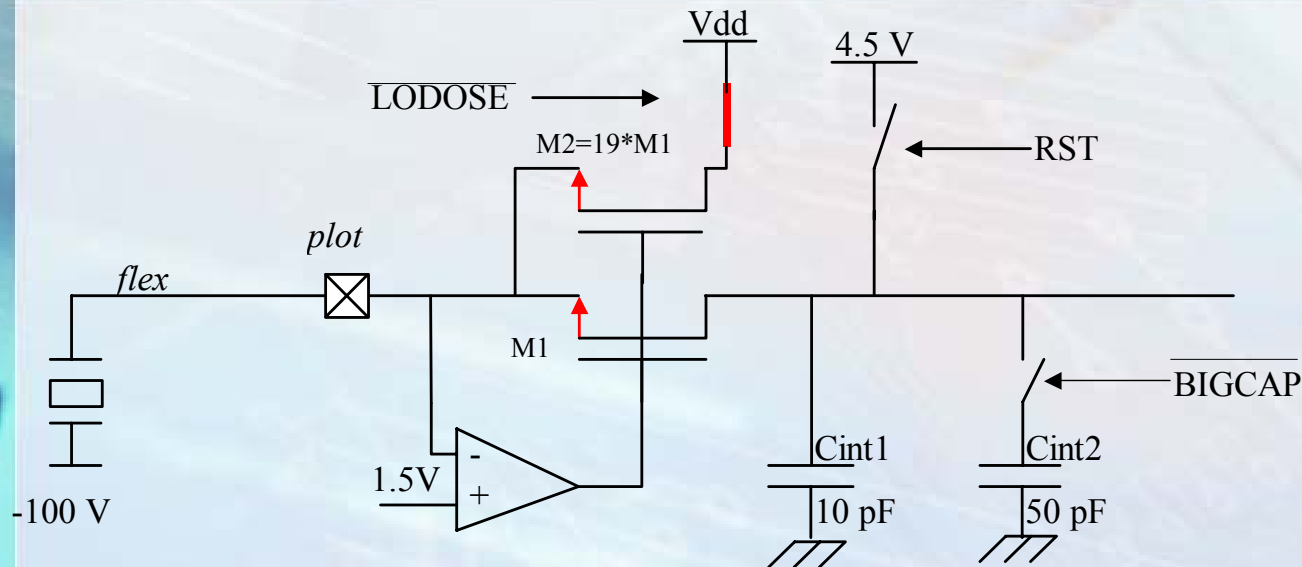 Vdd
4.5 V
LODOSE
M2=19*M1
RST
plot
flex
M1
BIGCAP
-
1.5V
+
Cint1
Cint2
-100 V
10 pF
50 pF